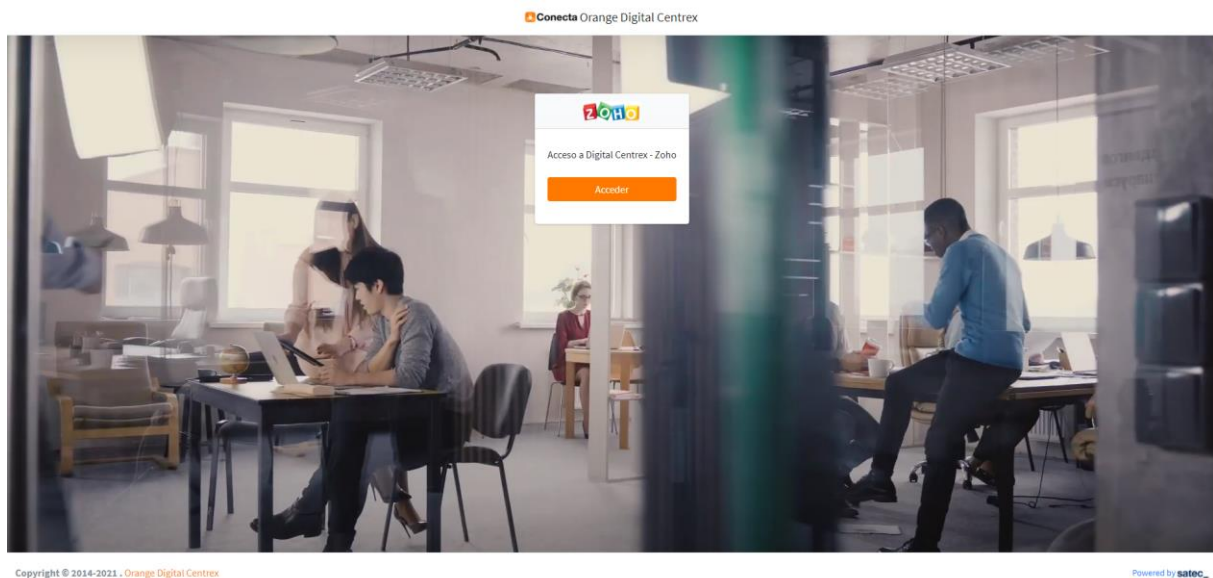 Conecta Orange Digital Centrex
ZOHO
Acceso a Digital Centrex - Zoho
Acceder
Copyright © 2014-2021 . Orange Digital Centrex
Powered by satec_